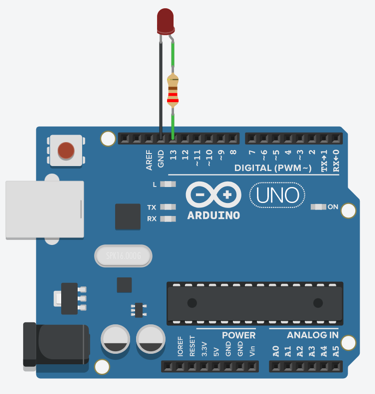 AREF
GND
13
12
~11
~10
~9
8
7
~6
~5
4
~3
2
TX→1
RX←0
DIGITAL (PWM~)
L
TX
RX
ARDUINO
UNO
ON
POWER
ANALOG IN
IOREF
RESET
3.3V
5V
GND
GND
Vin
A0
A1
A2
A3
A4
A5